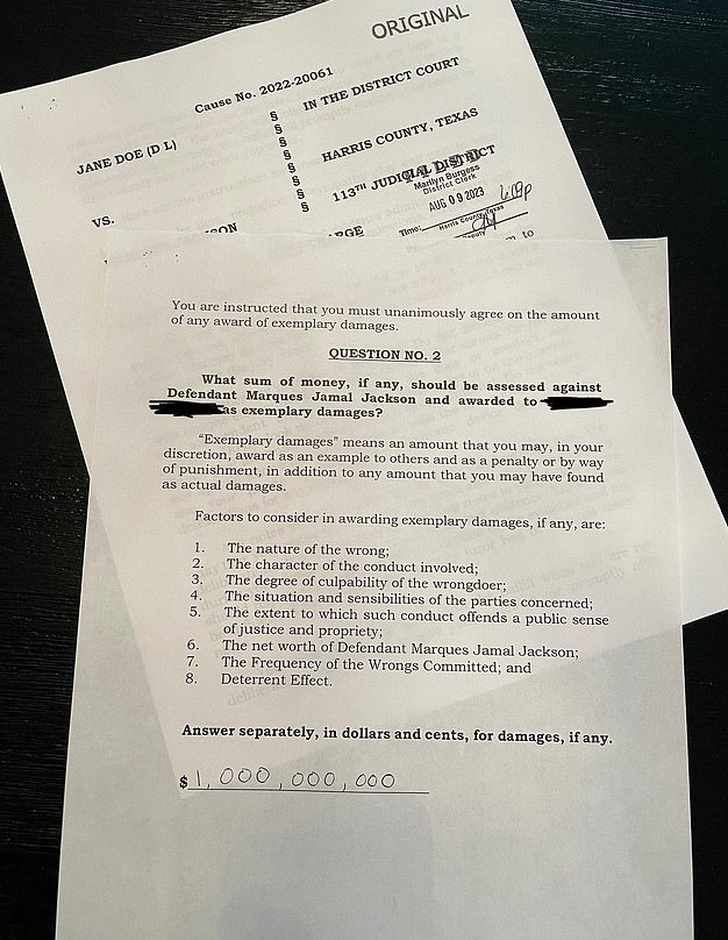 ORIGINAL
Cause No. 2022-20061
JANE DOE (D L)
§
§
§
§
§
§
§
§
IN THE DISTRICT COURT
HARRIS COUNTY, TEXAS
113TH JUDICIAL DISTRICT
VS.
FILED
Marilyn Burgess
District Clerk
AUG 09 2023
Time: 6:09p
Harris County, Texas
Deputy
to
You are instructed that you must unanimously agree on the amount
of any award of exemplary damages.
QUESTION NO. 2
What sum of money, if any, should be assessed against
Defendant Marques Jamal Jackson and awarded to
as exemplary damages?
“Exemplary damages” means an amount that you may, in your
discretion, award as an example to others and as a penalty or by way
of punishment, in addition to any amount that you may have found
as actual damages.
Factors to consider in awarding exemplary damages, if any, are:
1. The nature of the wrong;
2. The character of the conduct involved;
3. The degree of culpability of the wrongdoer;
4. The situation and sensibilities of the parties concerned;
5. The extent to which such conduct offends a public sense
of justice and propriety;
6. The net worth of Defendant Marques Jamal Jackson;
7. The Frequency of the Wrongs Committed; and
8. Deterrent Effect.
Answer separately, in dollars and cents, for damages, if any.
$ 1,000,000,000